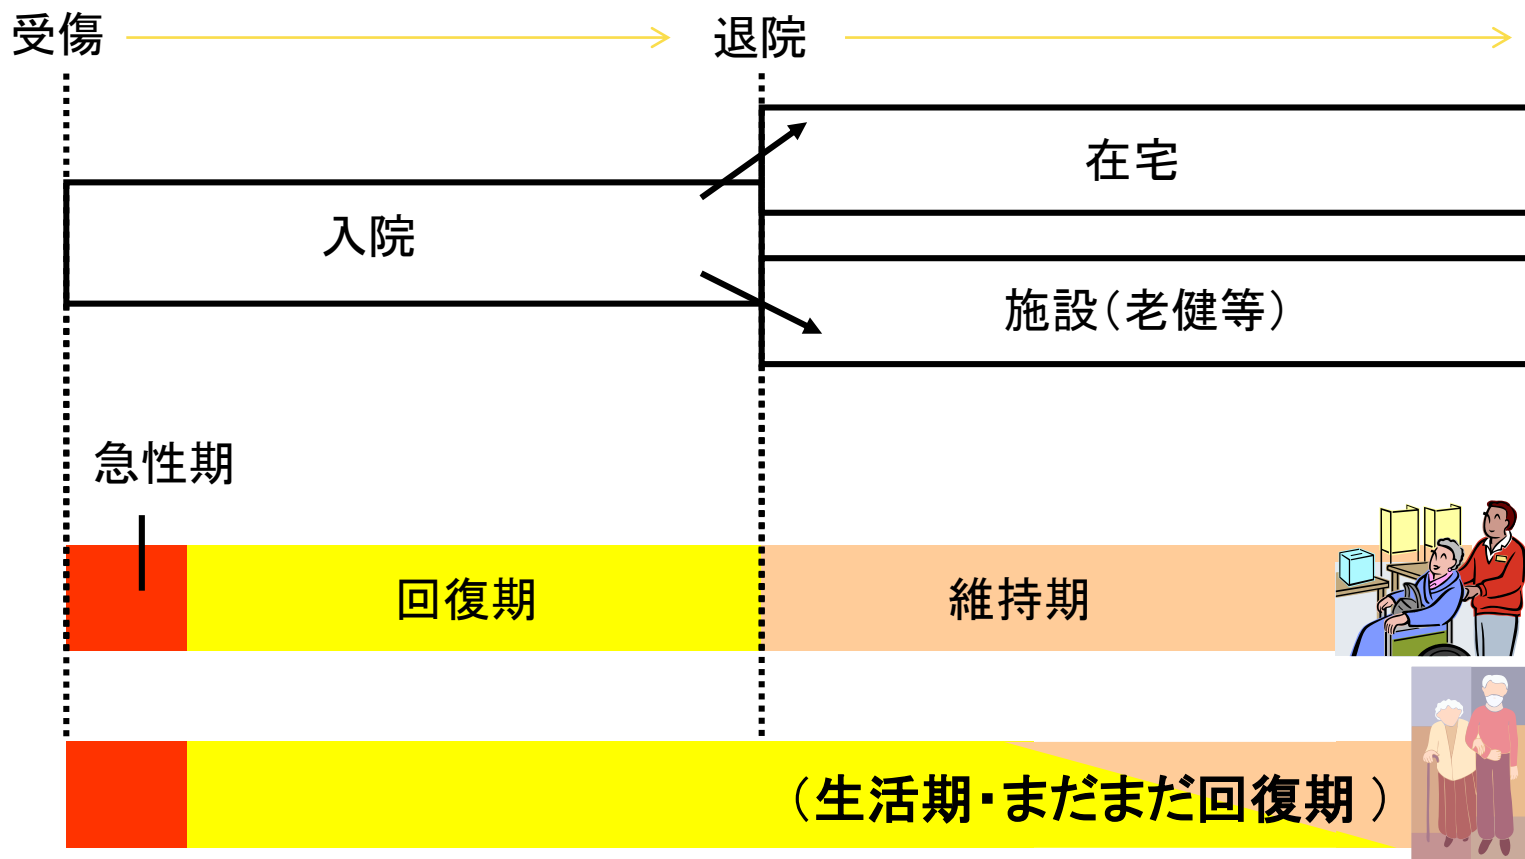 受傷
退院
在宅
入院
施設(老健等)
急性期
回復期
維持期
(生活期・まだまだ回復期 )